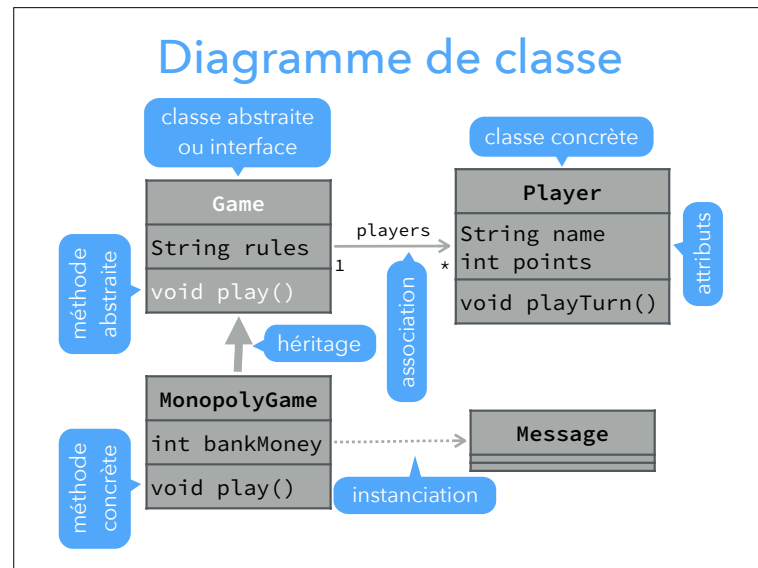 Diagramme de classe
classe abstraite
ou interface
classe concrète
Game
String rules
void play()
méthode
abstraite
players
1
*
association
Player
String name
int points
void playTurn()
attributs
héritage
MonopolyGame
int bankMoney
void play()
méthode
concrète
instanciation
Message